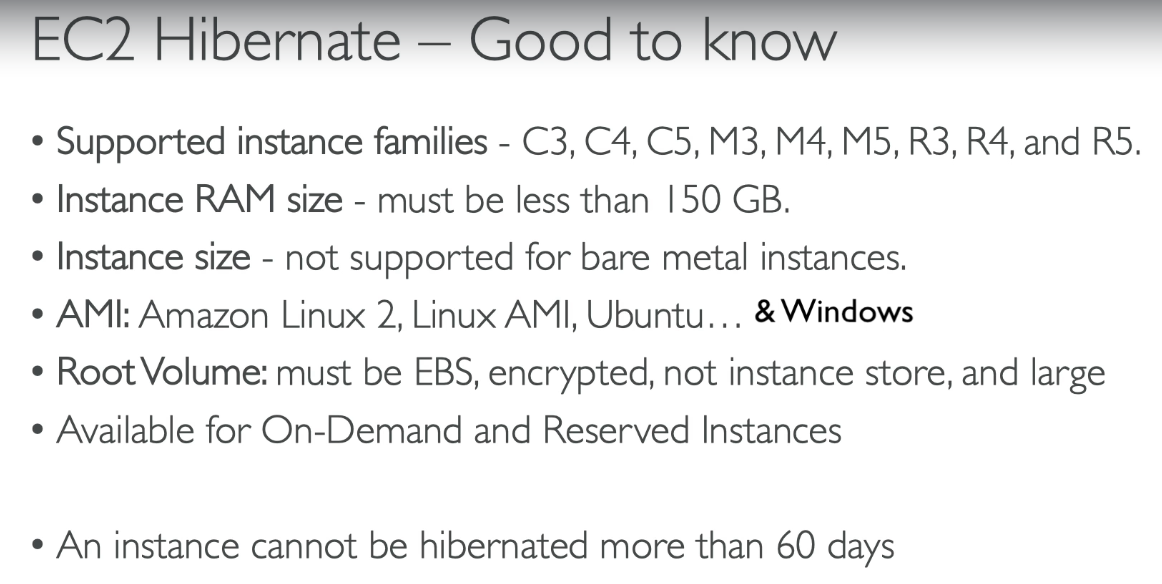 EC2 Hibernate – Good to know
• Supported instance families - C3, C4, C5, M3, M4, M5, R3, R4, and R5.
• Instance RAM size - must be less than 150 GB.
• Instance size - not supported for bare metal instances.
• AMI: Amazon Linux 2, Linux AMI, Ubuntu… & Windows
• Root Volume: must be EBS, encrypted, not instance store, and large
• Available for On-Demand and Reserved Instances
• An instance cannot be hibernated more than 60 days